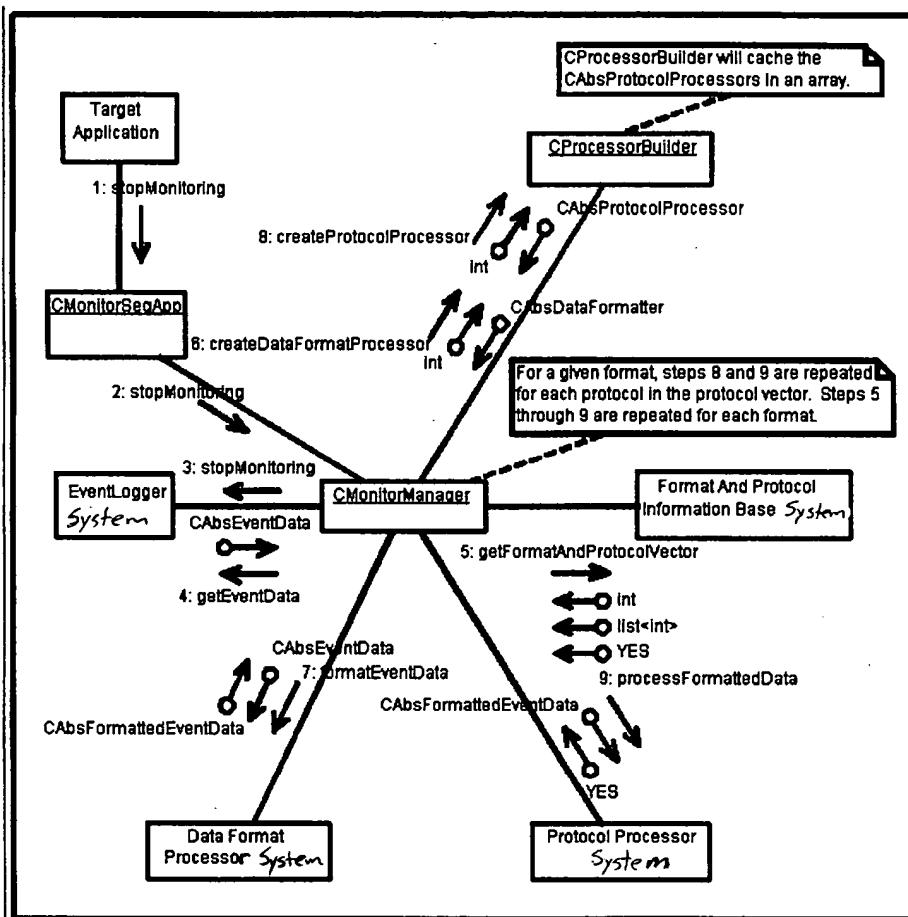 CProcessorBuilder will cache the
CAbsProtocolProcessors in an array.
Target
Application
CProcessorBuilder
1: stopMonitoring
CAbsProtocolProcessor
8: createProtocolProcessor
int
CMonitorSegApp
CAbsDataFormatter
6: createDataFormatProcessor
int
For a given format, steps 8 and 9 are repeated
for each protocol in the protocol vector. Steps 5
through 9 are repeated for each format.
2: stopMonitoring
3: stopMonitoring
EventLogger
System
CMonitorManager
Format And Protocol
Information Base System
CAbsEventData
4: getEventData
5: getFormatAndProtocolVector
int
list<int>
YES
CAbsEventData
7: formatEventData
CAbsFormattedEventData
9: processFormattedData
CAbsFormattedEventData
YES
Data Format
Processor System
Protocol Processor
System